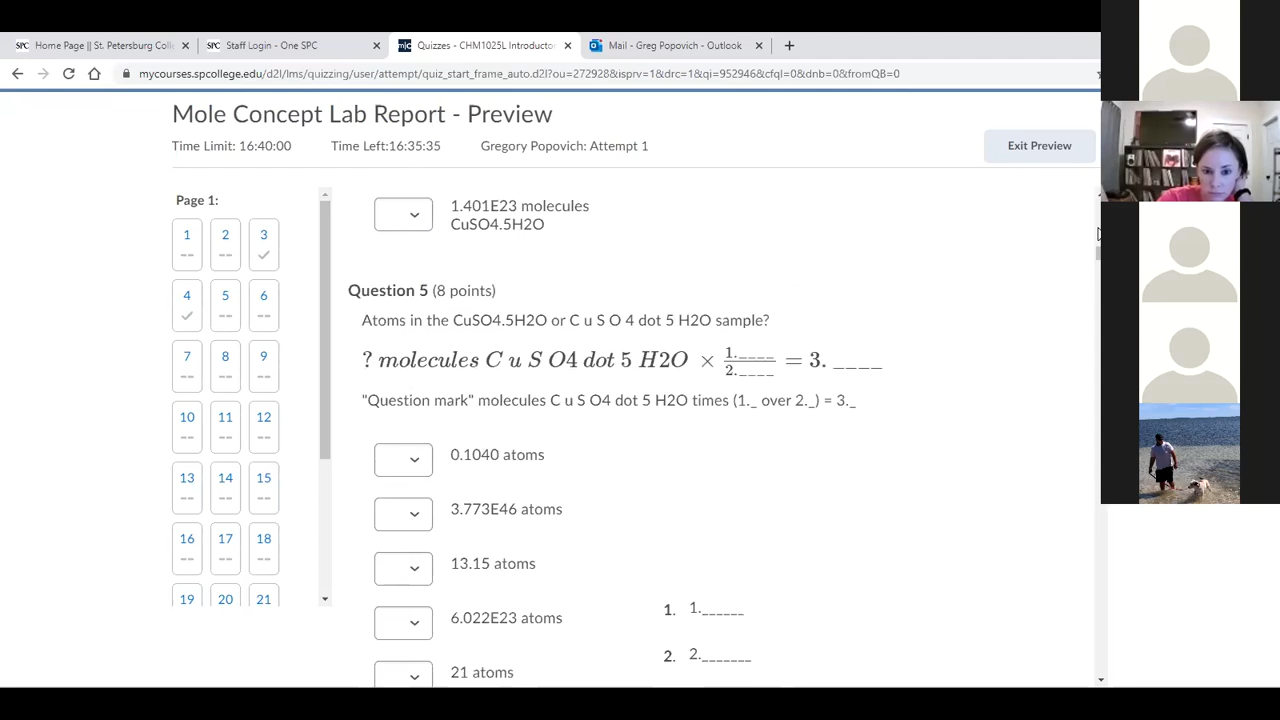 Home Page || St. Petersburg Coll
Staff Login - One SPC
Quizzes - CHM1025L Introductor
Mail - Greg Popovich - Outlook
mycourses.spcollege.edu/d2l/lms/quizzing/user/attempt/quiz_start_frame_auto.d2l?ou=272928&isprv=1&drc=1&qi=952946&cfql=0&dnb=0&fromQB=0
Mole Concept Lab Report - Preview
Time Limit: 16:40:00 Time Left:16:35:35 Gregory Popovich: Attempt 1
Exit Preview
Page 1:
1 2 3
-- --
4 5 6
-- --
7 8 9
-- -- --
10 11 12
-- -- --
13 14 15
-- -- --
16 17 18
-- -- --
19 20 21
1.401E23 molecules
CuSO4.5H2O
Question 5 (8 points)
Atoms in the CuSO4.5H2O or C u S O 4 dot 5 H2O sample?
? molecules C u S O4 dot 5 H2O × 1.____ / 2.____ = 3. ____
"Question mark" molecules C u S O4 dot 5 H2O times (1._ over 2._) = 3._
0.1040 atoms
3.773E46 atoms
13.15 atoms
6.022E23 atoms
21 atoms
1. 1.______
2. 2._______